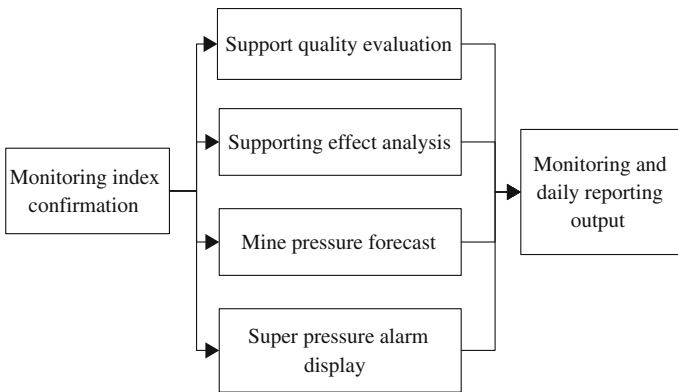 Support quality evaluation
Supporting effect analysis
Monitoring index
confirmation
Monitoring and
daily reporting
output
Mine pressure forecast
Super pressure alarm
display